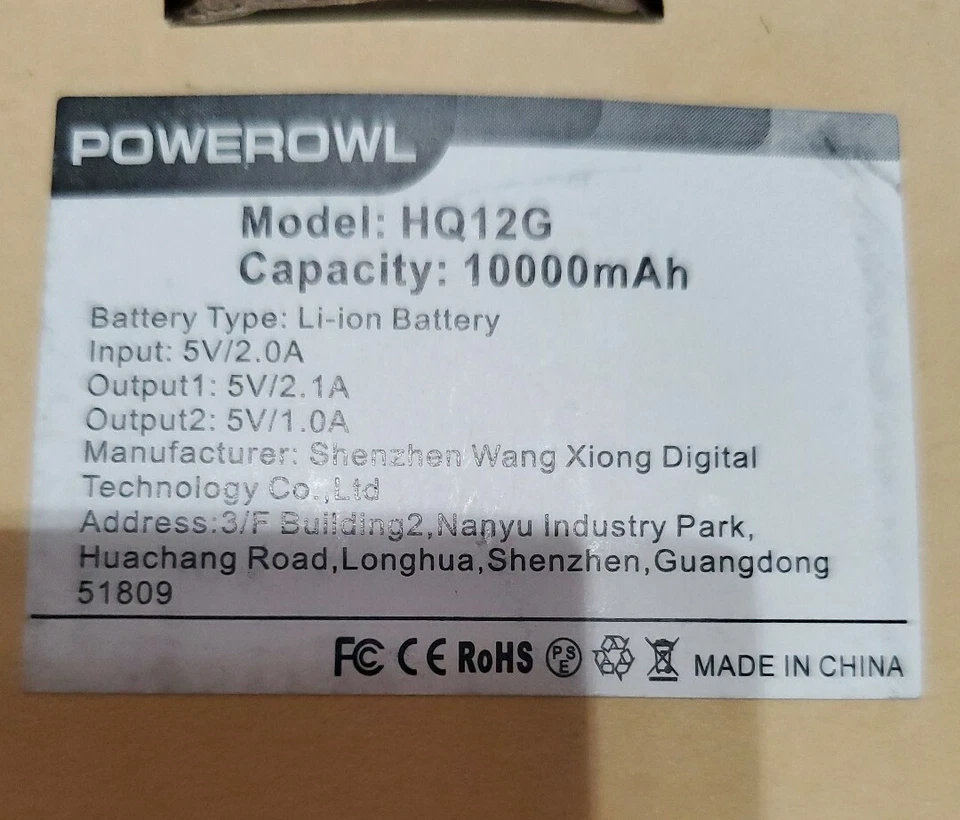 POWEROWL
Model: HQ12G
Capacity: 10000mAh
Battery Type: Li-ion Battery
Input: 5V/2.0A
Output1: 5V/2.1A
Output2: 5V/1.0A
Manufacturer: Shenzhen Wang Xiong Digital
Technology Co.,Ltd
Address:3/F Building2,Nanyu Industry Park,
Huachang Road,Longhua,Shenzhen,Guangdong
51809
FC CE RoHS PSE MADE IN CHINA